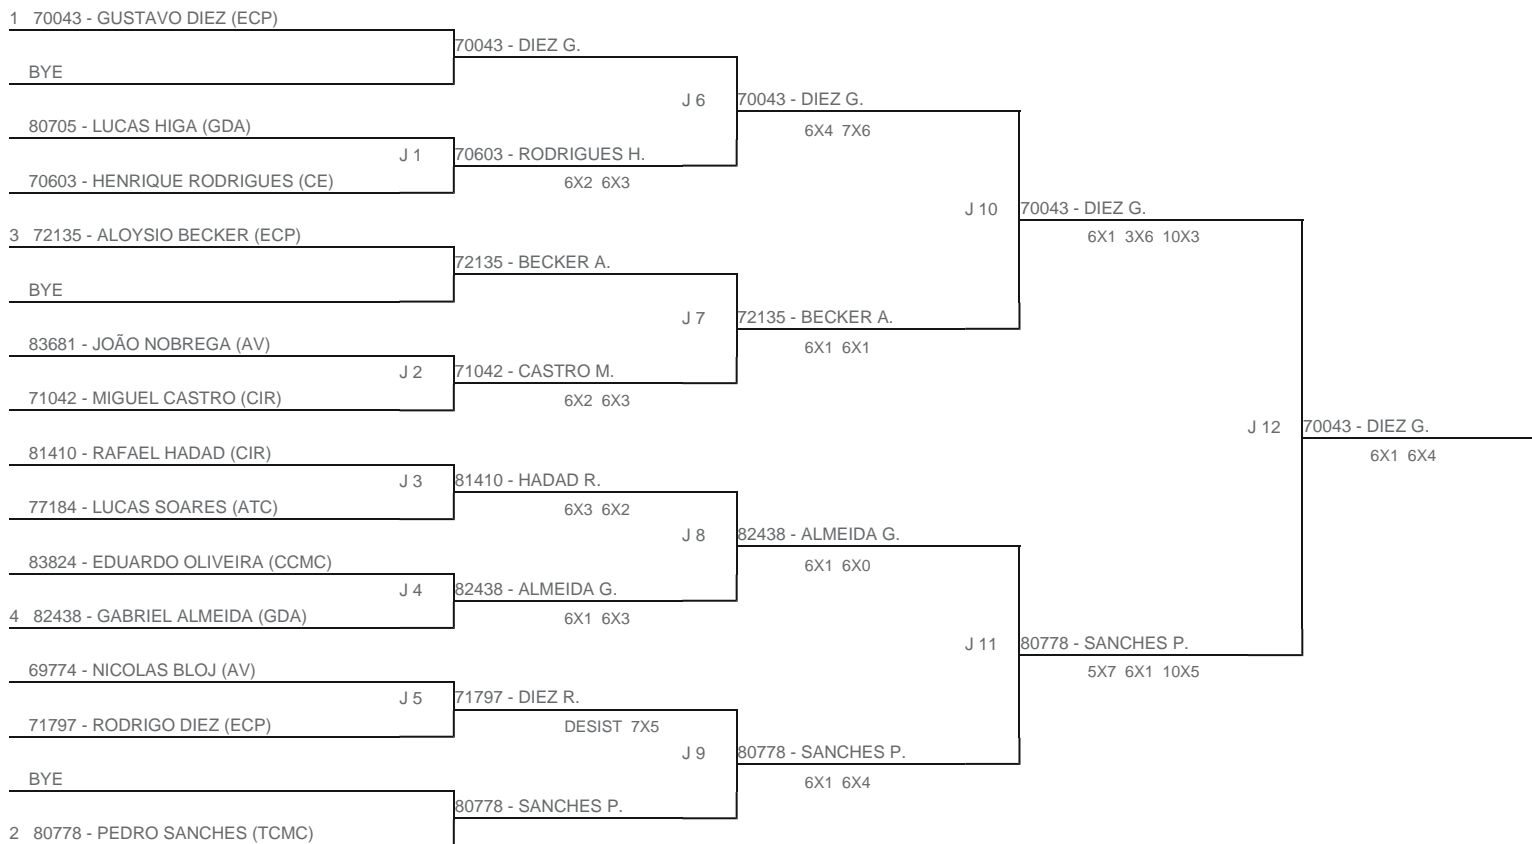 1 70043 - GUSTAVO DIEZ (ECP)
70043 - DIEZ G.
BYE
J 6
70043 - DIEZ G.
6X4 7X6
80705 - LUCAS HIGA (GDA)
J 1
70603 - RODRIGUES H.
6X2 6X3
70603 - HENRIQUE RODRIGUES (CE)
J 10
70043 - DIEZ G.
6X1 3X6 10X3
3 72135 - ALOYSIO BECKER (ECP)
72135 - BECKER A.
BYE
J 7
72135 - BECKER A.
6X1 6X1
83681 - JOÃO NOBREGA (AV)
J 2
71042 - CASTRO M.
6X2 6X3
71042 - MIGUEL CASTRO (CIR)
J 12
70043 - DIEZ G.
6X1 6X4
81410 - RAFAEL HADAD (CIR)
J 3
81410 - HADAD R.
6X3 6X2
77184 - LUCAS SOARES (ATC)
J 8
82438 - ALMEIDA G.
6X1 6X0
83824 - EDUARDO OLIVEIRA (CCMC)
J 4
82438 - ALMEIDA G.
6X1 6X3
4 82438 - GABRIEL ALMEIDA (GDA)
J 11
80778 - SANCHES P.
5X7 6X1 10X5
69774 - NICOLAS BLOJ (AV)
J 5
71797 - DIEZ R.
DESIST 7X5
71797 - RODRIGO DIEZ (ECP)
J 9
80778 - SANCHES P.
6X1 6X4
BYE
80778 - SANCHES P.
2 80778 - PEDRO SANCHES (TCMC)